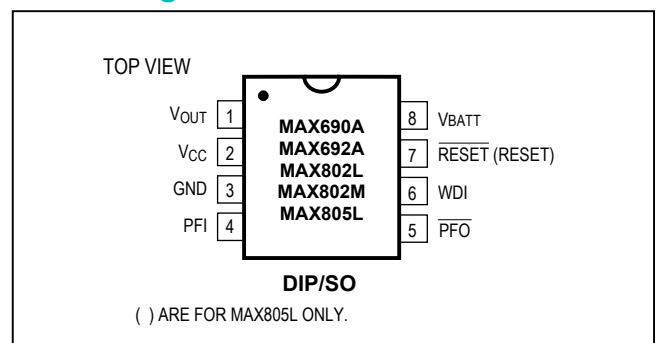 TOP VIEW
VOUT 1
VCC 2
GND 3
PFI 4
MAX690A
MAX692A
MAX802L
MAX802M
MAX805L
8 VBATT
7 RESET (RESET)
6 WDI
5 PFO
DIP/SO
( ) ARE FOR MAX805L ONLY.